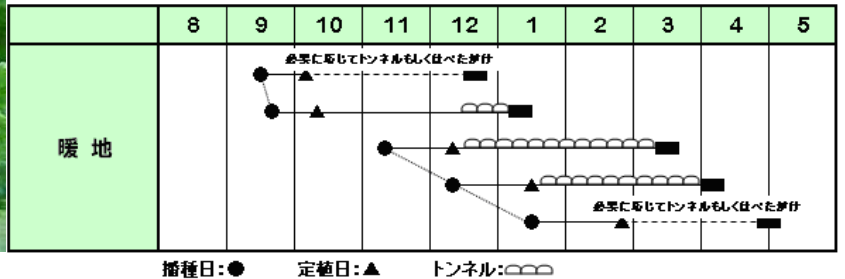 8 9 10 11 12 1 2 3 4 5
必要に応じてトンネルもしくはべたがけ
暖地
必要に応じてトンネルもしくはべたがけ
播種日:● 定植日:▲ トンネル: